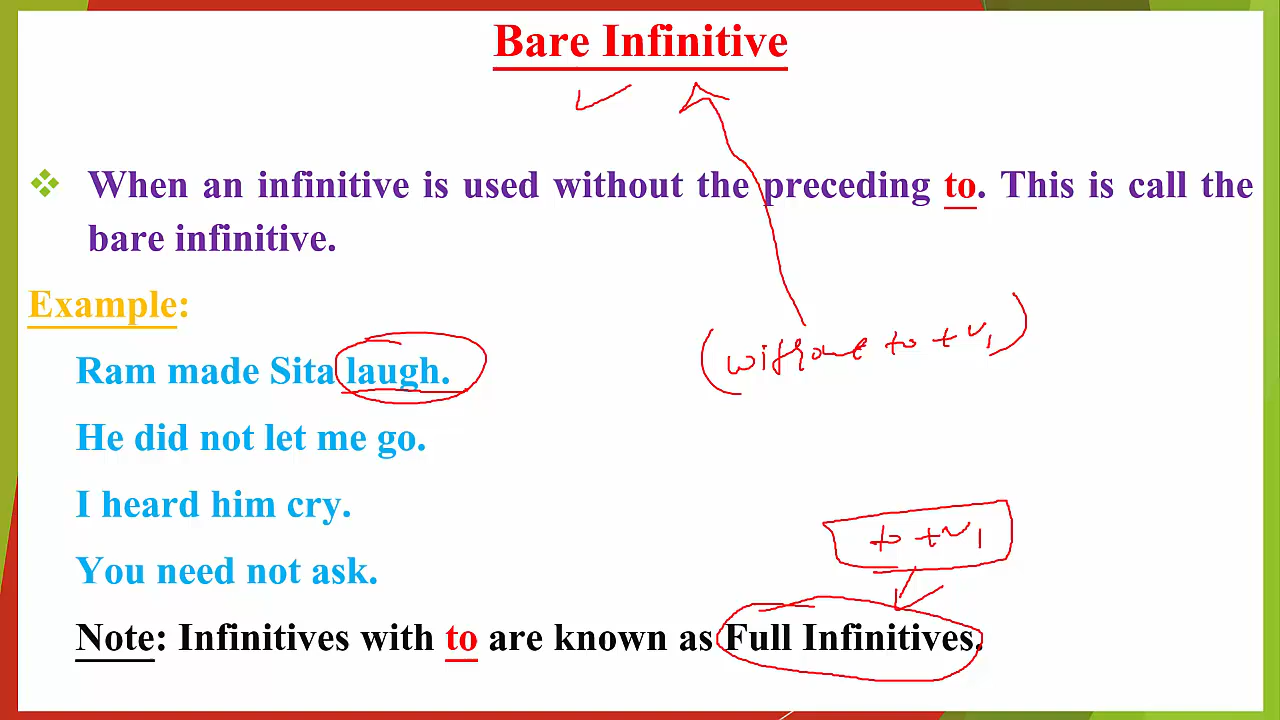 Bare Infinitive
❖ When an infinitive is used without the preceding to. This is call the
bare infinitive.
Example:
(without to + v1)
Ram made Sita laugh.
He did not let me go.
I heard him cry.
to + v1
You need not ask.
Note: Infinitives with to are known as Full Infinitives.